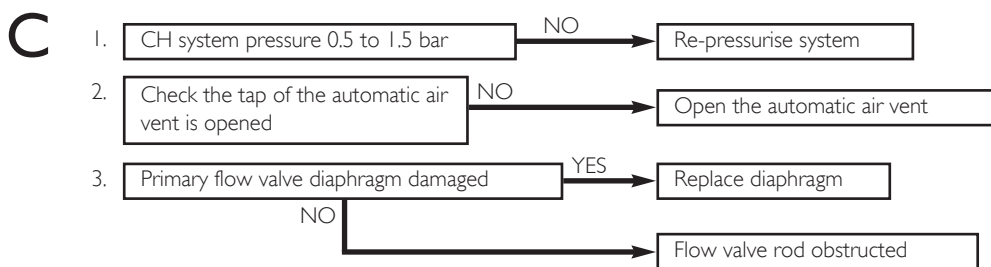 C
1. CH system pressure 0.5 to 1.5 bar NO Re-pressurise system
2. Check the tap of the automatic air NO Open the automatic air vent
vent is opened
3. Primary flow valve diaphragm damaged YES Replace diaphragm
NO
Flow valve rod obstructed